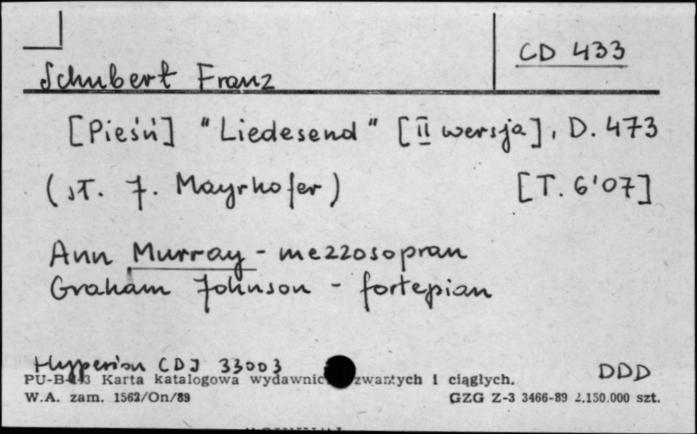 CD 433
Schubert Franz
[Pieśń] "Liedesend" [II wersja], D. 473
(sт. J. Mayrhofer) [T. 6'07]
Ann Murray - mezzosopran
Graham Johnson - fortepian
Hyperion CDJ 33003 DDD
Karta katalogowa wydawnic zwartych i ciągłych.
W.A. zam. 1562/On/89 GZG Z-3 3466-89 2.150.000 szt.